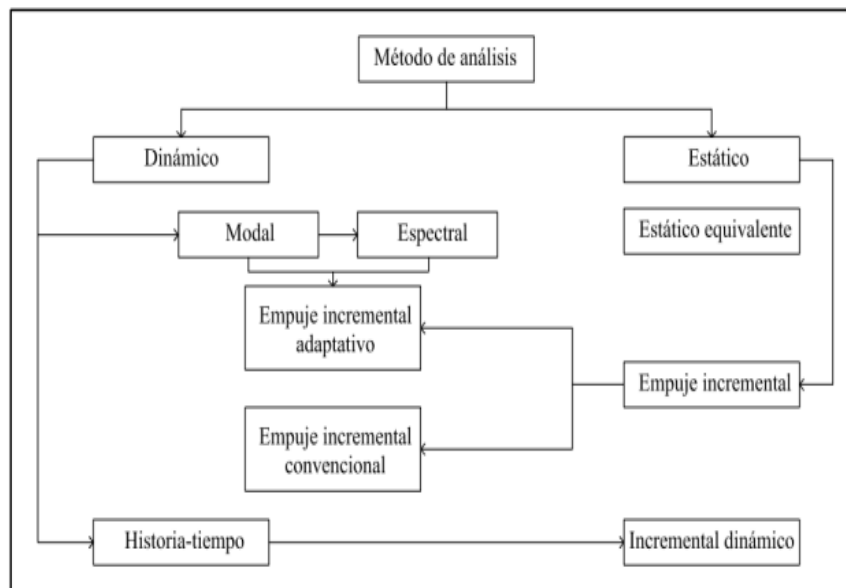 Método de análisis
Dinámico
Estático
Modal
Espectral
Estático equivalente
Empuje incremental
adaptativo
Empuje incremental
Empuje incremental
convencional
Historia-tiempo
Incremental dinámico